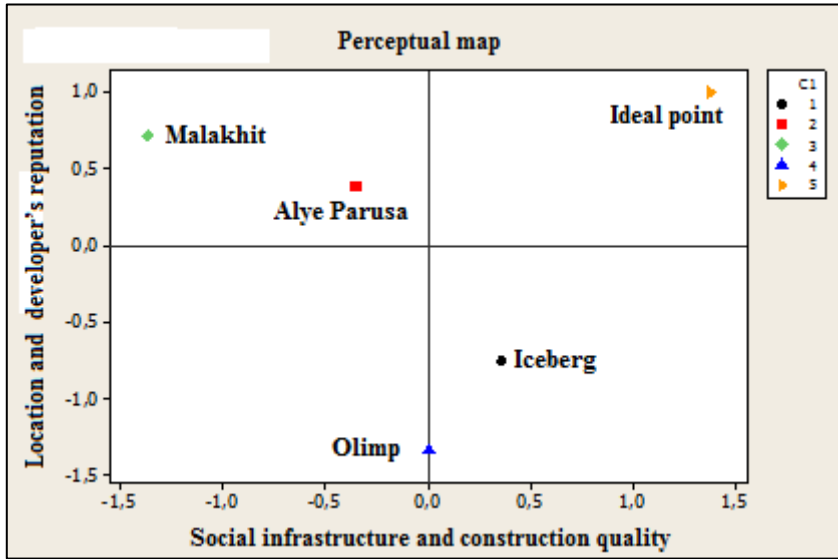 Perceptual map
Location and developer's reputation
1,0
0,5
0,0
-0,5
-1,0
-1,5
Malakhit
Alye Parusa
Ideal point
Iceberg
Olimp
-1,5 -1,0 -0,5 0,0 0,5 1,0 1,5
Social infrastructure and construction quality
C1
1
2
3
4
5